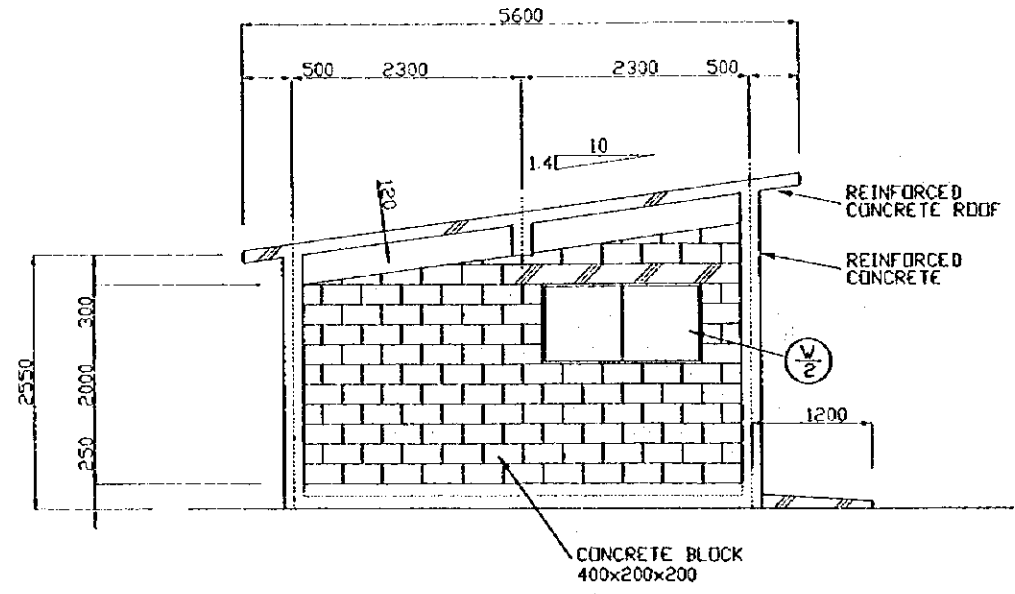 5600
500
2300
2300
500
10
1.4
120
REINFORCED
CONCRETE ROOF
REINFORCED
CONCRETE
300
2550
2000
W
2
1200
250
CONCRETE BLOCK
400x200x200